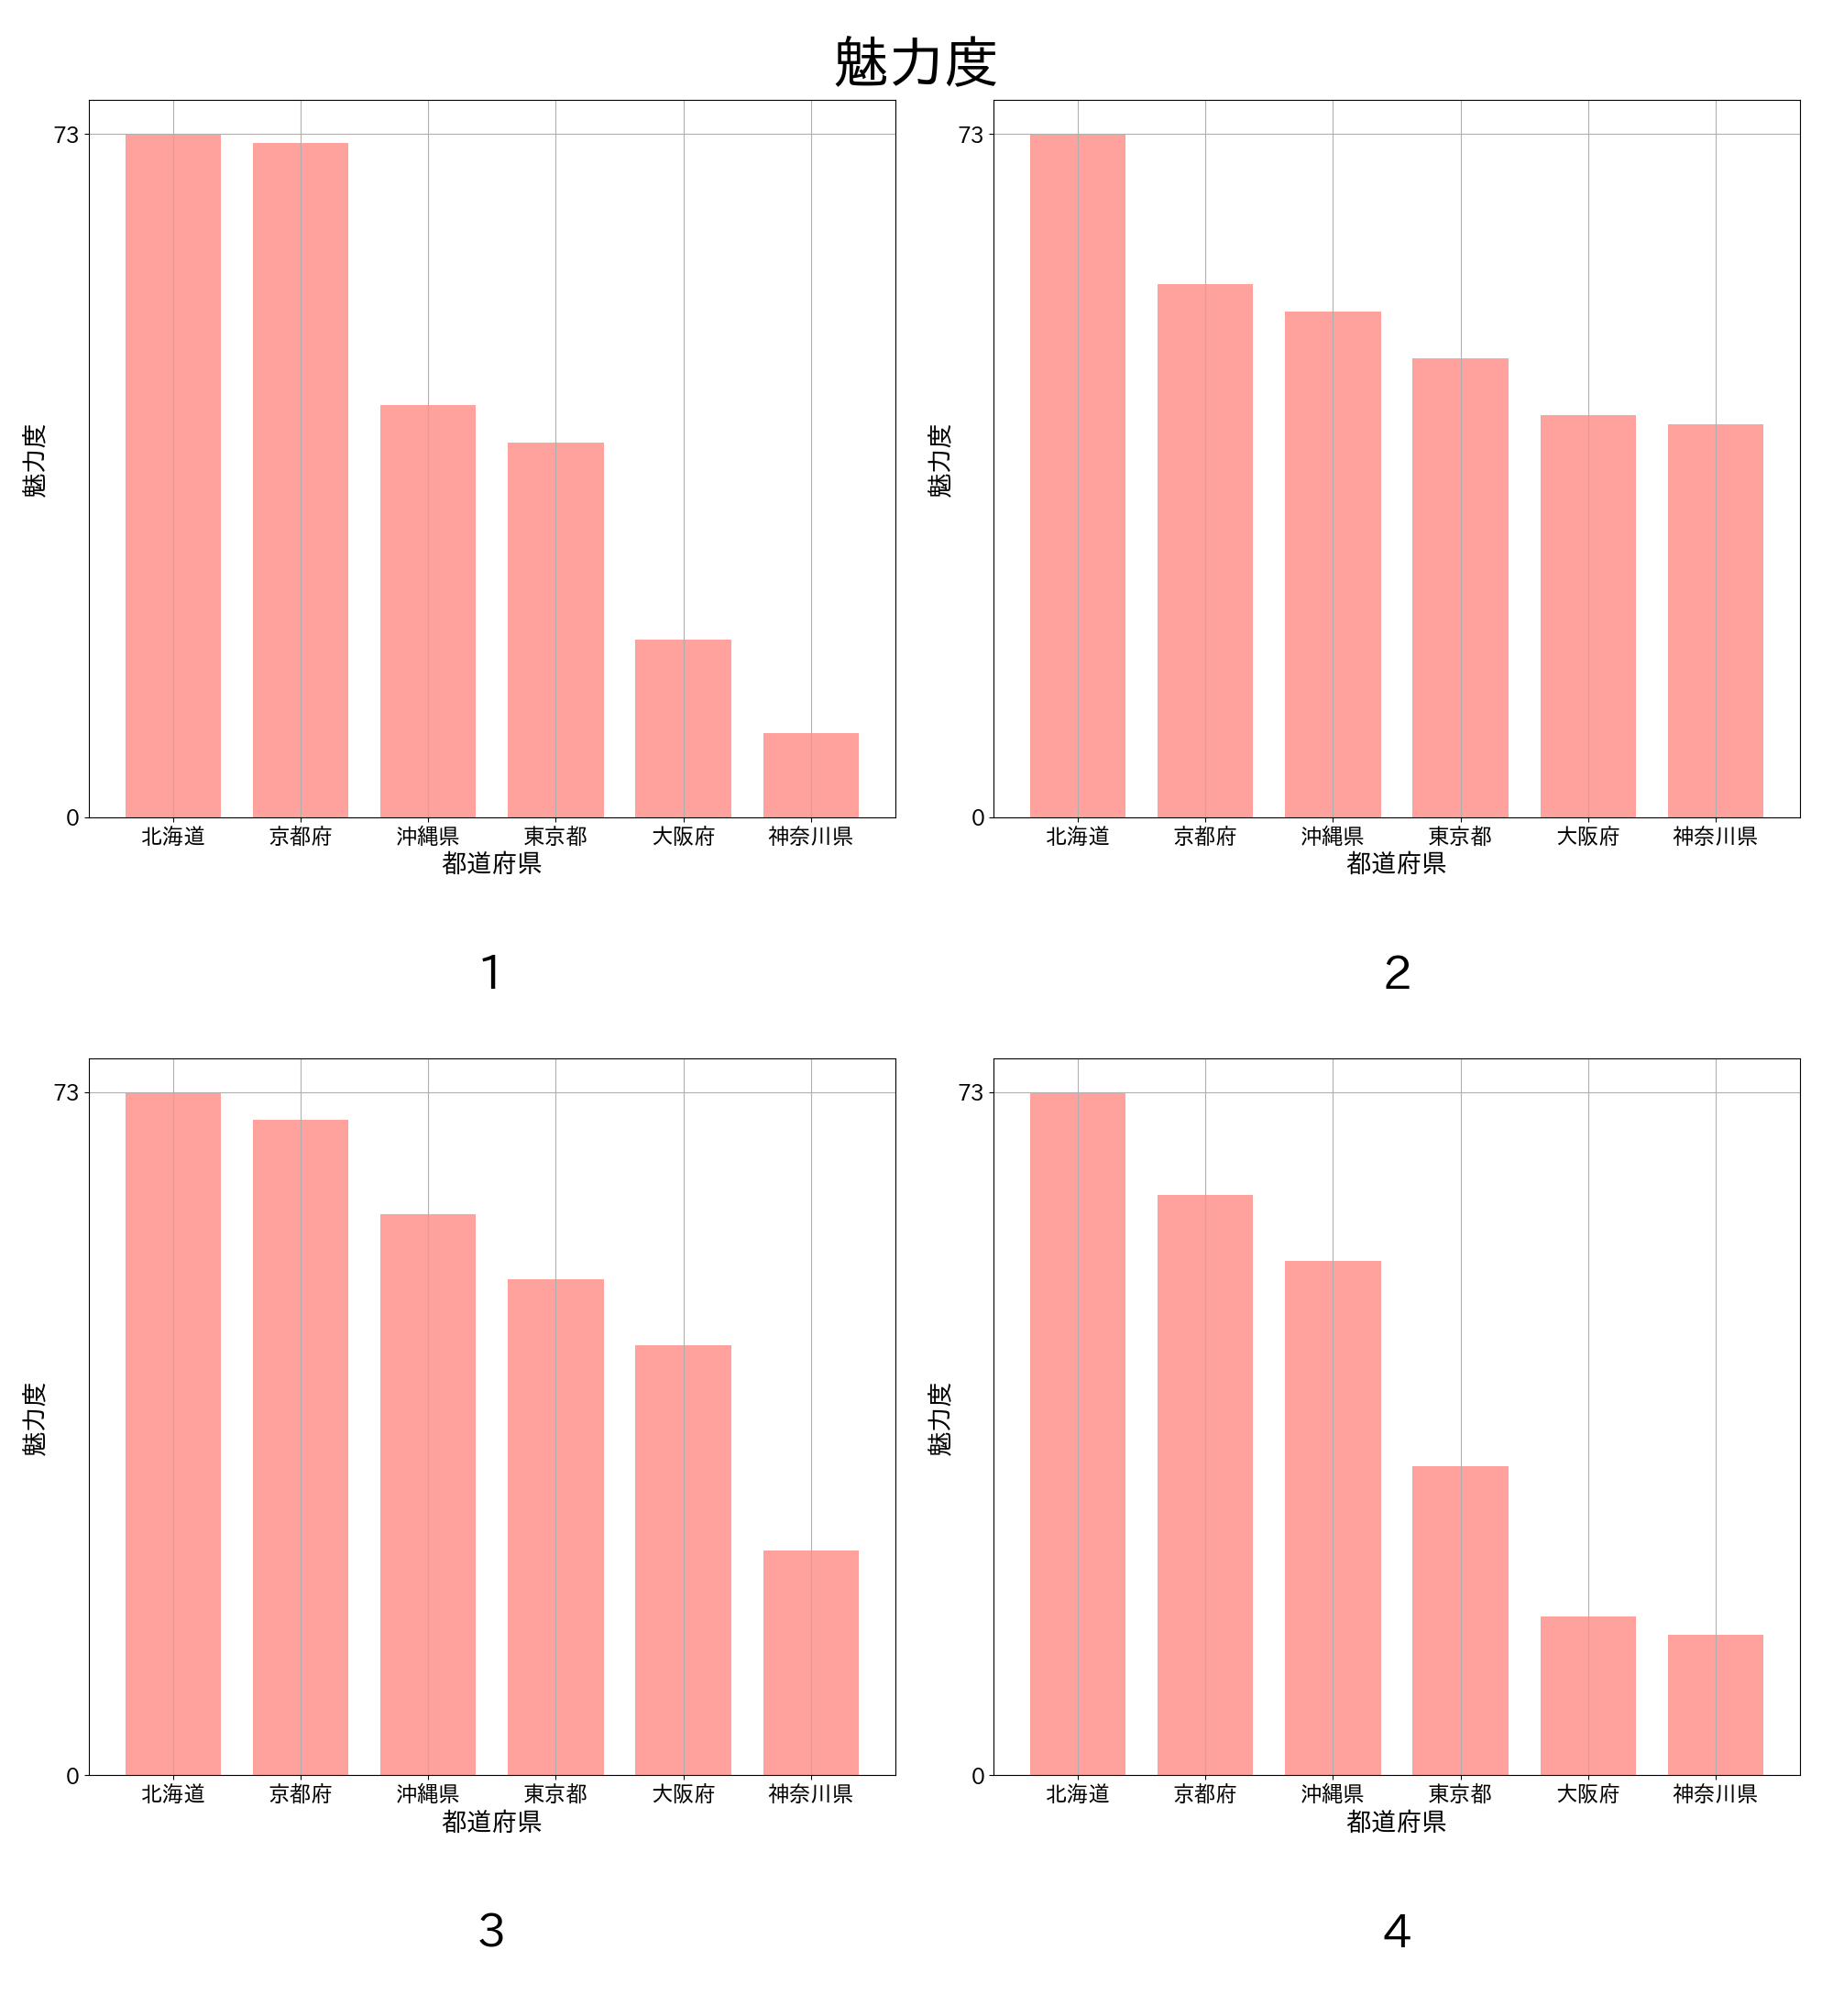 魅力度
73
0
魅力度
北海道 京都府 沖縄県 東京都 大阪府 神奈川県
都道府県
1
73
0
魅力度
北海道 京都府 沖縄県 東京都 大阪府 神奈川県
都道府県
2
73
0
魅力度
北海道 京都府 沖縄県 東京都 大阪府 神奈川県
都道府県
3
73
0
魅力度
北海道 京都府 沖縄県 東京都 大阪府 神奈川県
都道府県
4